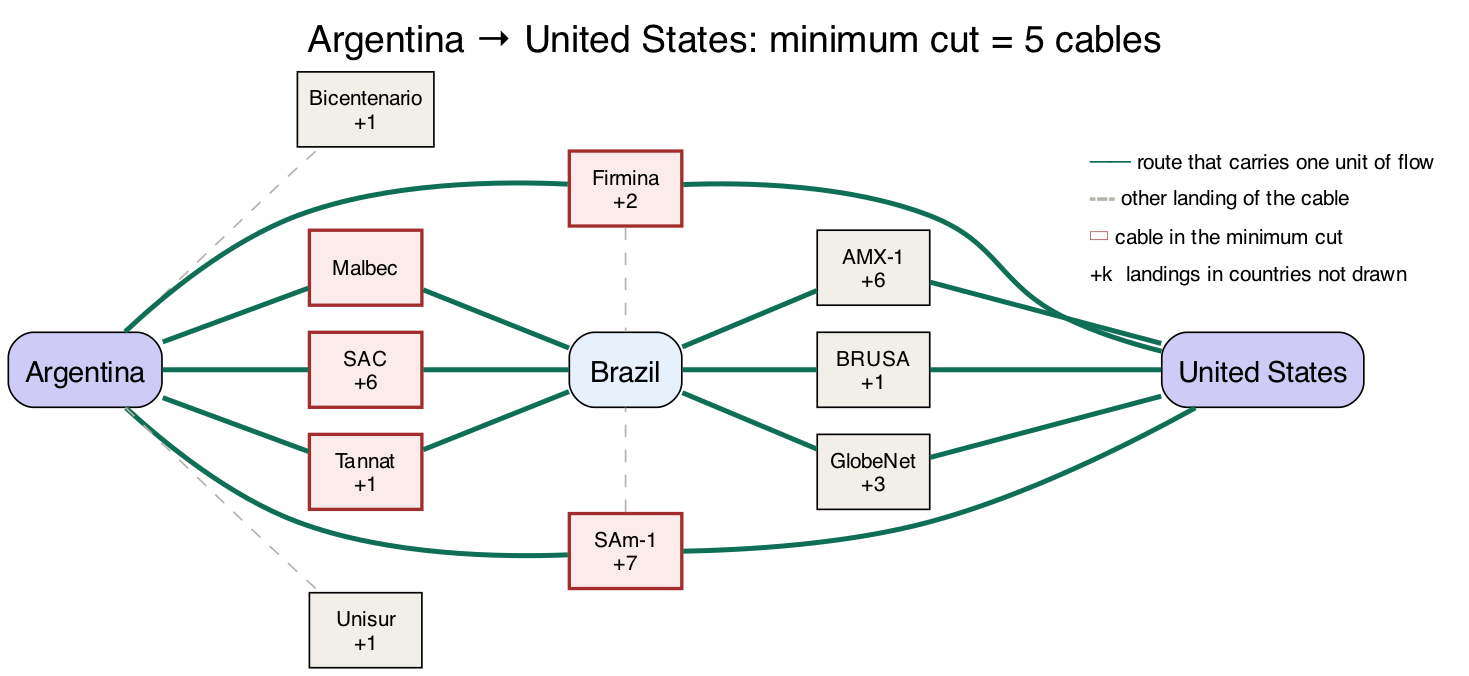 Argentina → United States: minimum cut = 5 cables
Bicentenario
+1
Firmina
+2
route that carries one unit of flow
other landing of the cable
cable in the minimum cut
+k landings in countries not drawn
Malbec
AMX-1
+6
Argentina
SAC
+6
Brazil
BRUSA
+1
United States
Tannat
+1
GlobeNet
+3
SAm-1
+7
Unisur
+1